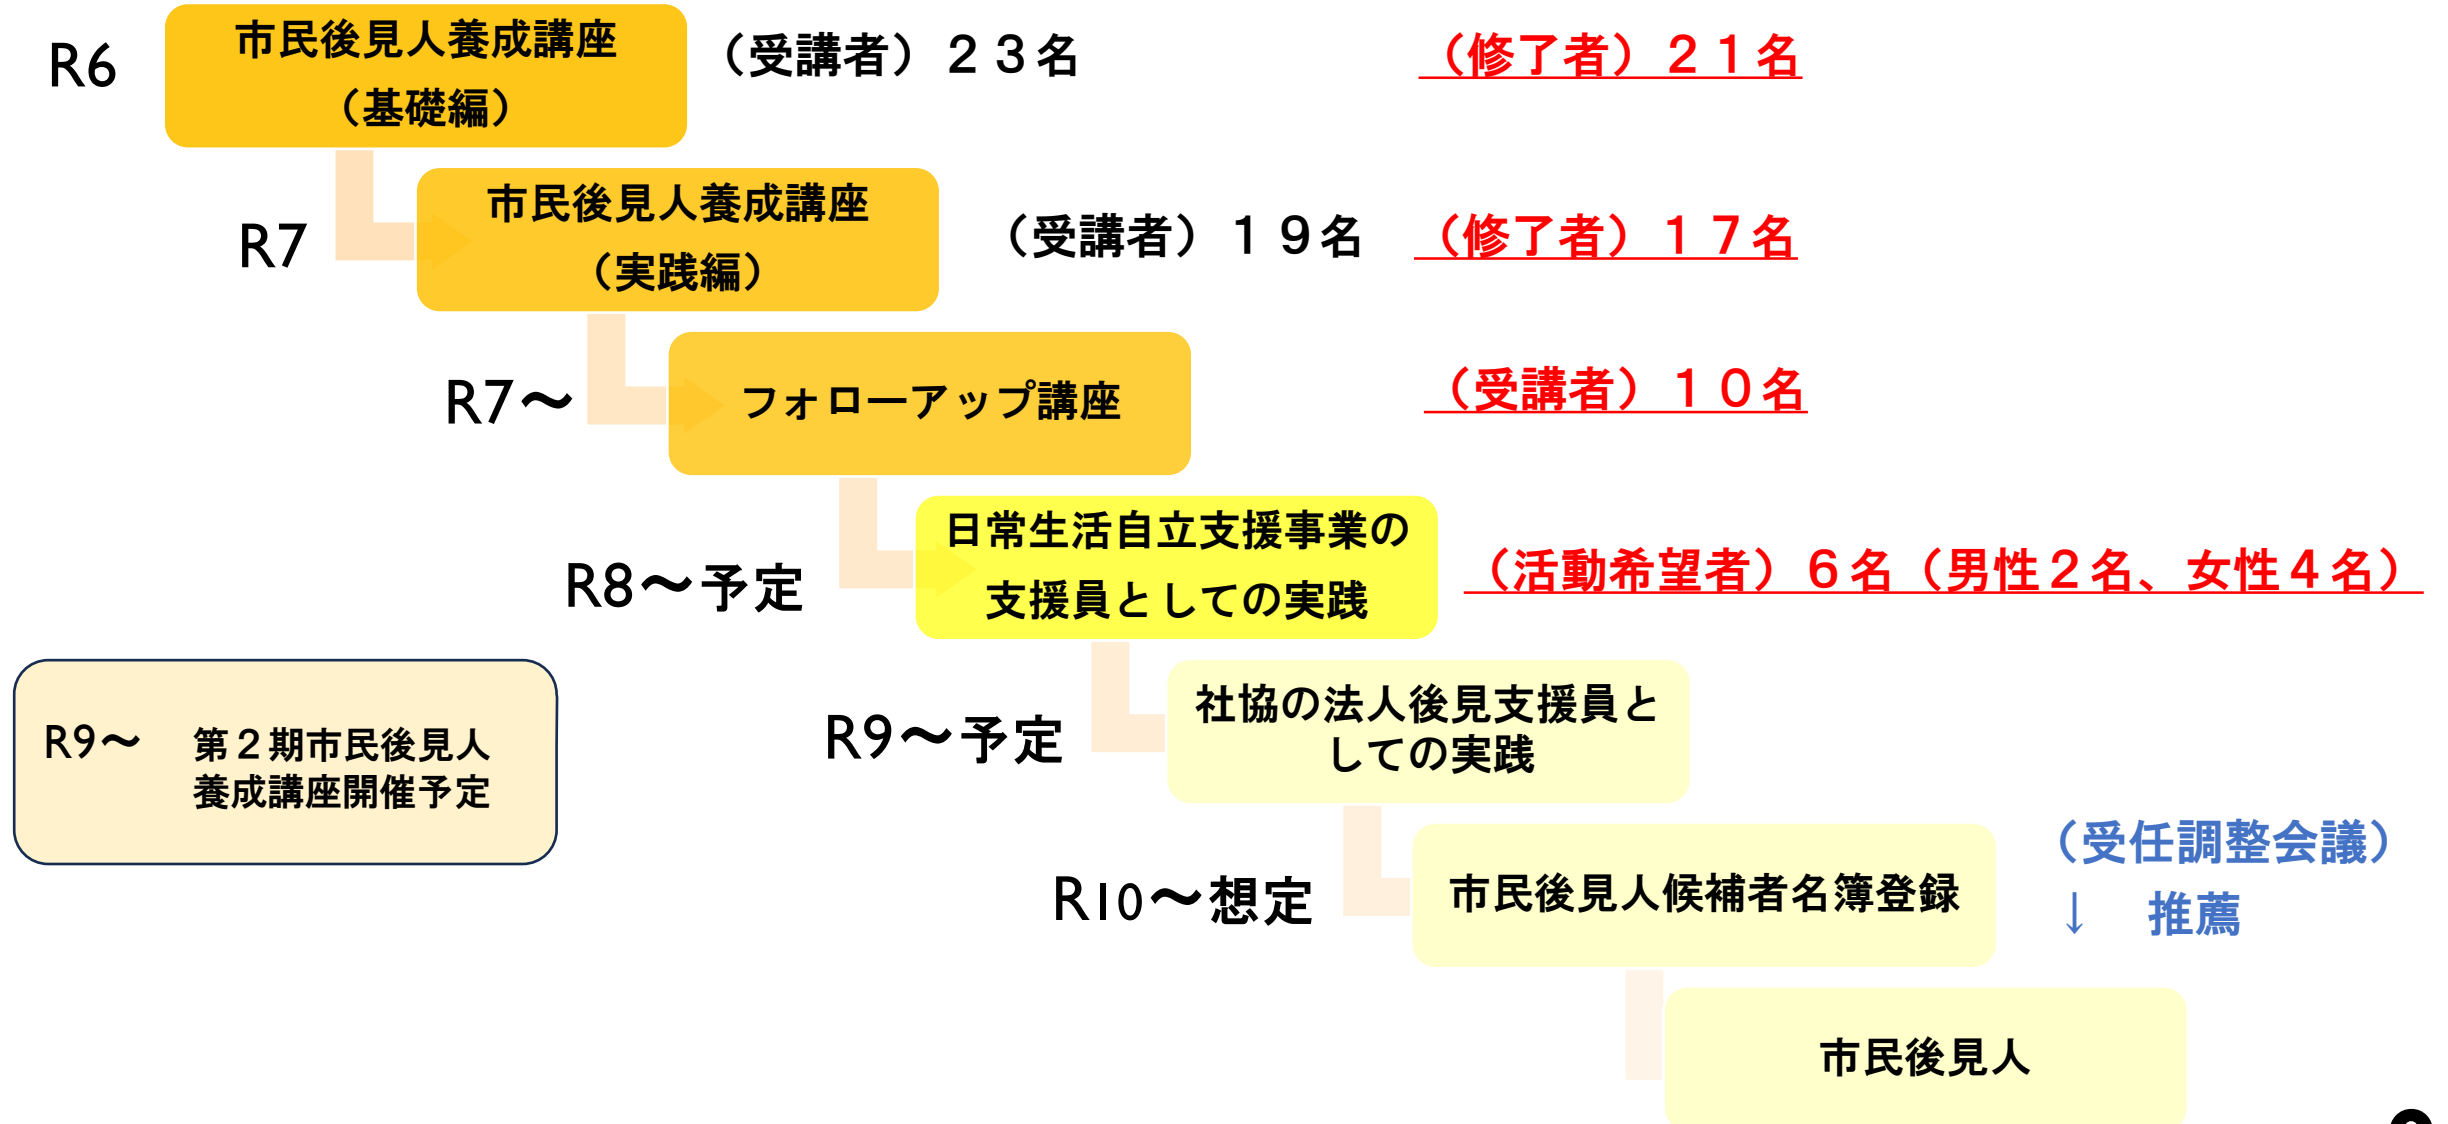 R6
市民後見人養成講座
（基礎編）
（受講者）２３名
（修了者）２１名
R7
市民後見人養成講座
（実践編）
（受講者）１９名
（修了者）１７名
R7～
フォローアップ講座
（受講者）１０名
R8～予定
日常生活自立支援事業の
支援員としての実践
（活動希望者）６名（男性２名、女性４名）
R9～予定
社協の法人後見支援員と
しての実践
R9～　第２期市民後見人
養成講座開催予定
R10～想定
市民後見人候補者名簿登録
（受任調整会議）
↓　推薦
市民後見人